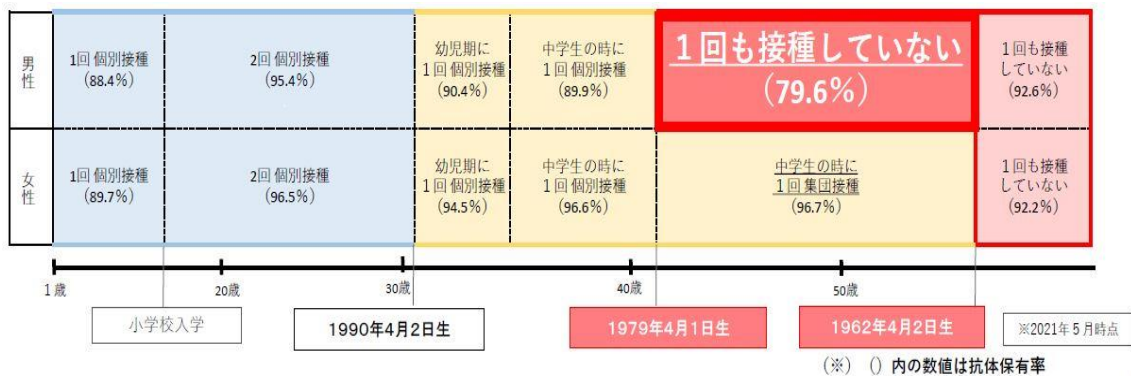 男性
1回 個別接種
(88.4%)
2回 個別接種
(95.4%)
幼児期に
1回 個別接種
(90.4%)
中学生の時に
1回 個別接種
(89.9%)
1回も接種していない
(79.6%)
1回も接種
していない
(92.6%)
女性
1回 個別接種
(89.7%)
2回 個別接種
(96.5%)
幼児期に
1回 個別接種
(94.5%)
中学生の時に
1回 個別接種
(96.6%)
中学生の時に
1回 集団接種
(96.7%)
1回も接種
していない
(92.2%)
1歳
20歳
30歳
40歳
50歳
小学校入学
1990年4月2日生
1979年4月1日生
1962年4月2日生
※2021年5月時点
(※) ()内の数値は抗体保有率